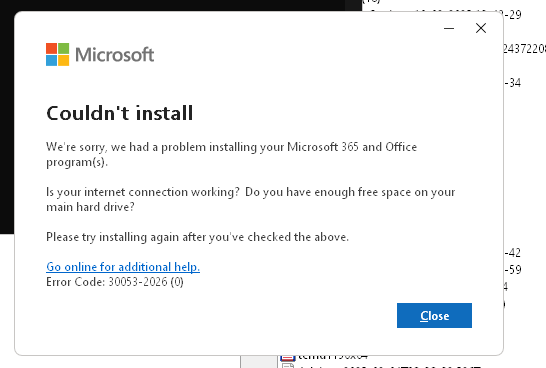 -29
Microsoft
24372208
-34
Couldn't install
We're sorry, we had a problem installing your Microsoft 365 and Office
program(s).
Is your internet connection working? Do you have enough free space on your
main hard drive?
Please try installing again after you've checked the above.
-42
Go online for additional help.
-59
Error Code: 30053-2026 (0)
Close